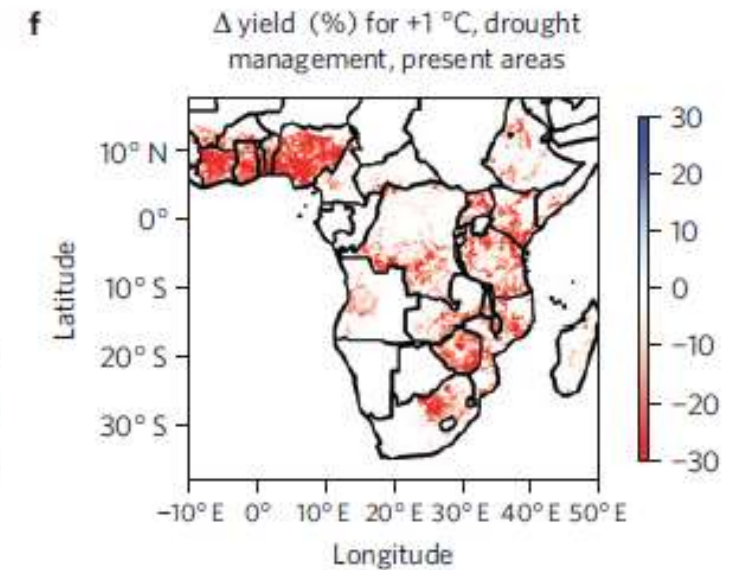 f
Δ yield (%) for +1 °C, drought
management, present areas
10° N
0°
10° S
20° S
30° S
Latitude
−10° E 0° 10° E 20° E 30° E 40° E 50° E
Longitude
30
20
10
0
−10
−20
−30